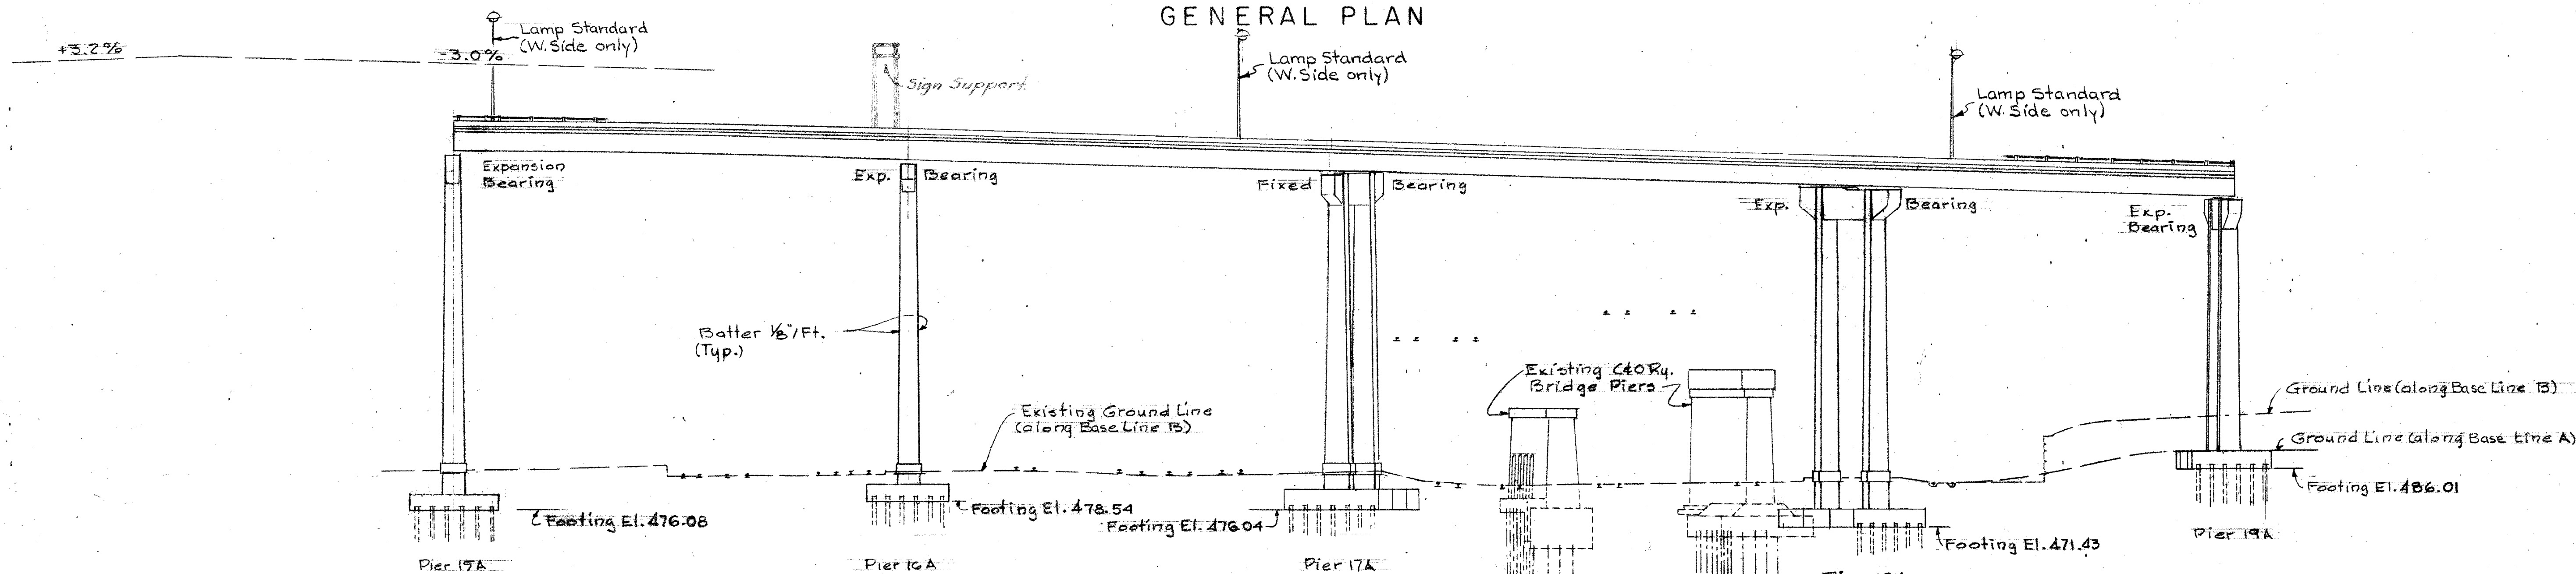 GENERAL PLAN
+3.2%
-3.0%
Lamp Standard
(W. Side only)
Sign Support
Lamp Standard
(W. Side only)
Lamp Standard
(W. Side only)
Expansion
Bearing
Exp. Bearing
Fixed Bearing
Exp. Bearing
Exp.
Bearing
Batter 1/8"/Ft.
(Typ.)
Existing Ground Line
(along Base Line B)
Existing C&O Ry.
Bridge Piers
Ground Line (along Base Line B)
Ground Line (along Base Line A)
Footing El. 476.08
Footing El. 478.54
Footing El. 476.04
Footing El. 471.43
Footing El. 486.01
Pier 15A
Pier 16A
Pier 17A
Pier 19A